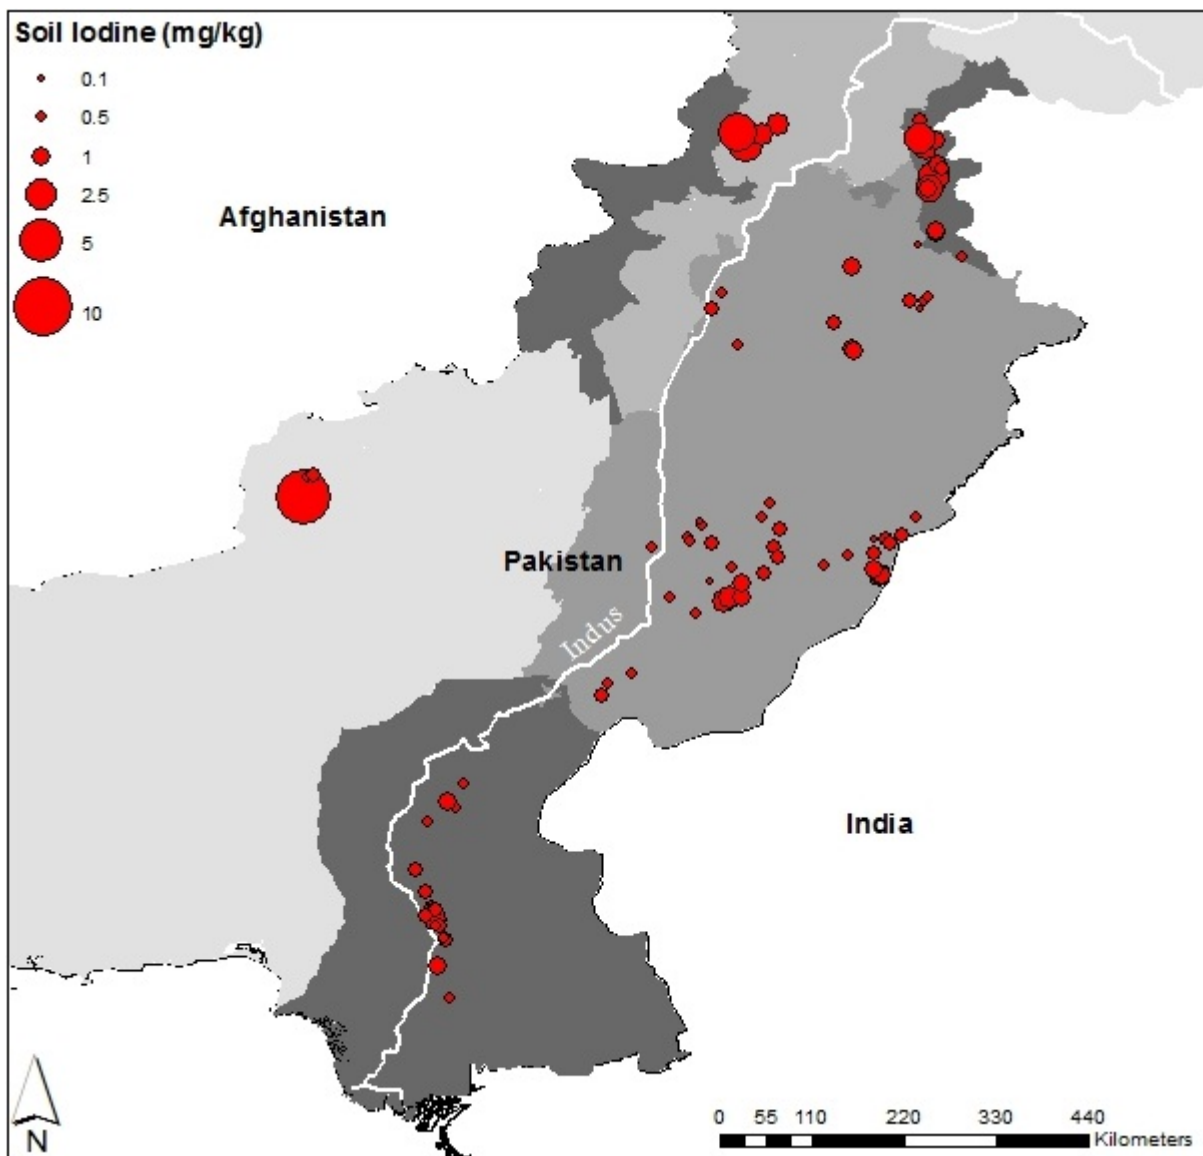 Soil Iodine (mg/kg)
0.1
0.5
1
2.5
5
10
Afghanistan
Pakistan
Indus
India
N
0 55 110 220 330 440
Kilometers